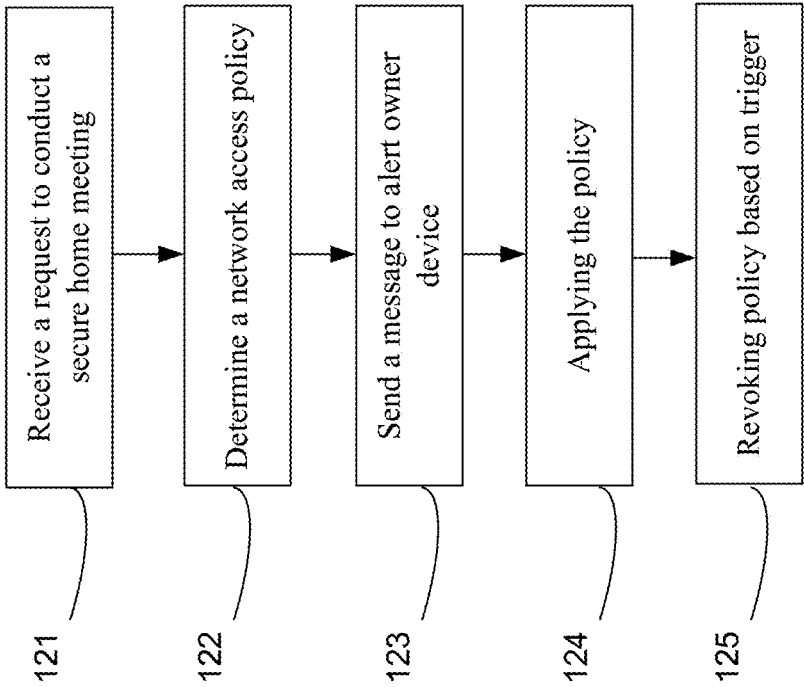 121
Receive a request to conduct a
secure home meeting
122
Determine a network access policy
123
Send a message to alert owner
device
124
Applying the policy
125
Revoking policy based on trigger